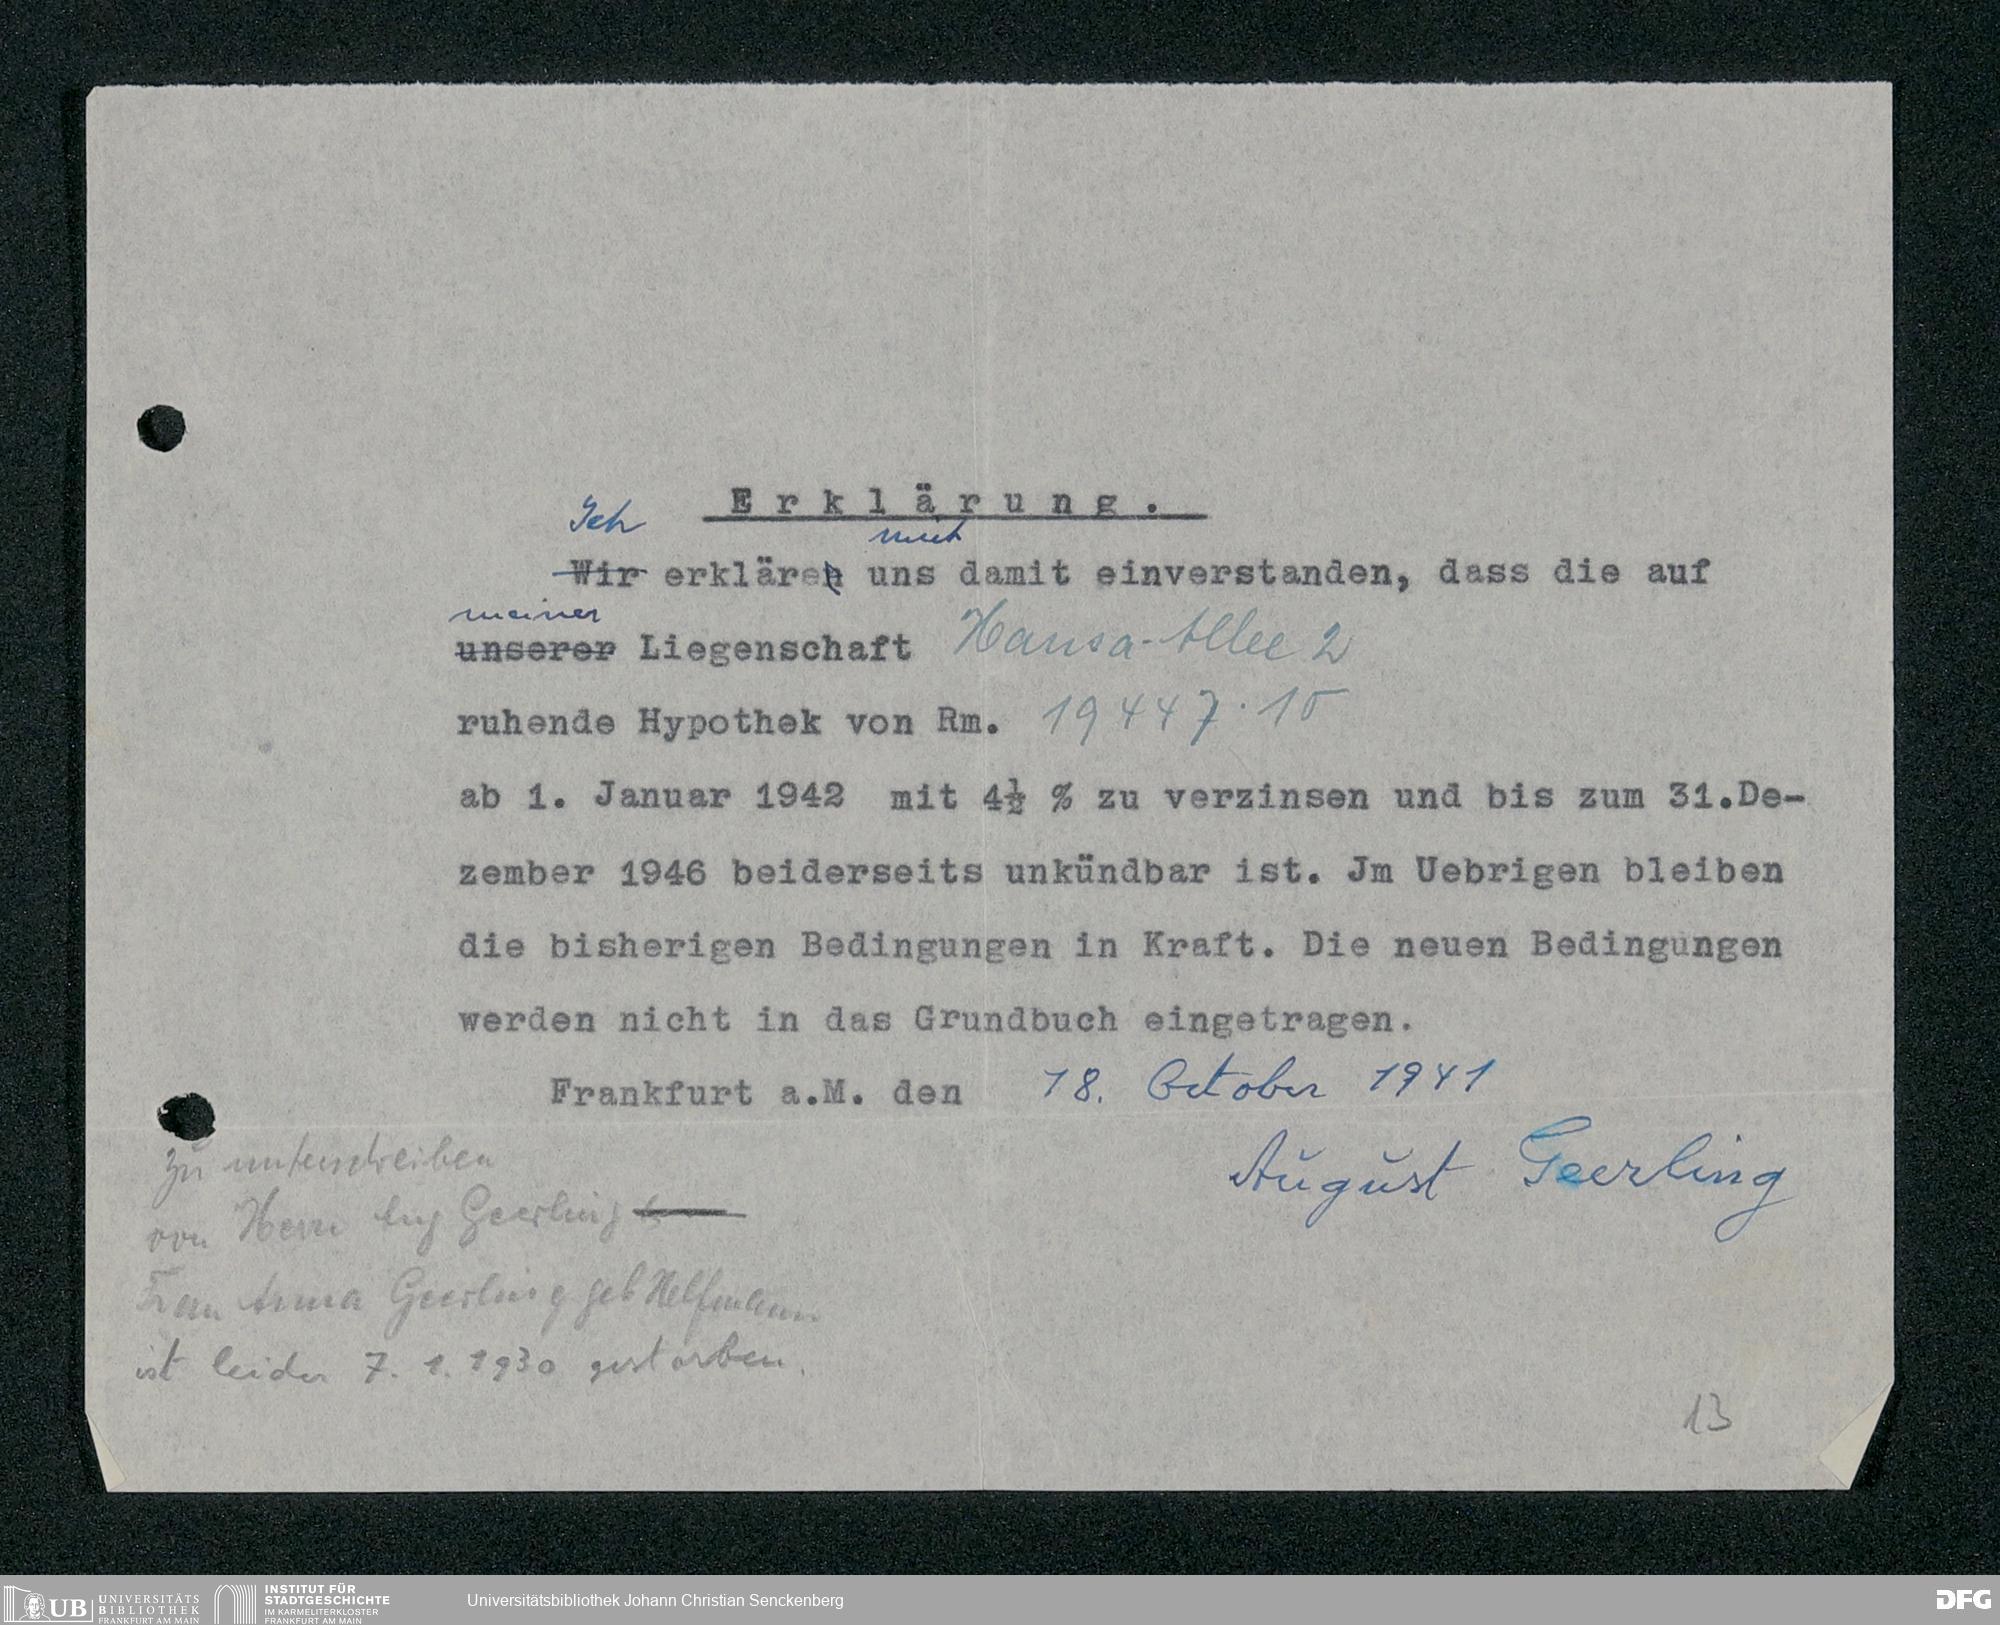 Erklärung.
Ich mich
Wir erklären uns damit einverstanden, dass die auf
meiner
unserer Liegenschaft Hansa-Allee 2
ruhende Hypothek von Rm. 19447.15
ab 1. Januar 1942 mit 4½ % zu verzinsen und bis zum 31.De-
zember 1946 beiderseits unkündbar ist. Jm Uebrigen bleiben
die bisherigen Bedingungen in Kraft. Die neuen Bedingungen
werden nicht in das Grundbuch eingetragen.
Frankfurt a.M. den 18. October 1941
August Geerling
zu unterschreiben
von Herrn Aug Geerling
Frau Anna Geerling geb
ist leider 7. 1. 1930 gestorben.
13
UB UNIVERSITÄTS
BIBLIOTHEK
FRANKFURT AM MAIN
INSTITUT FÜR
STADTGESCHICHTE
IM KARMELITERKLOSTER
FRANKFURT AM MAIN
Universitätsbibliothek Johann Christian Senckenberg
DFG